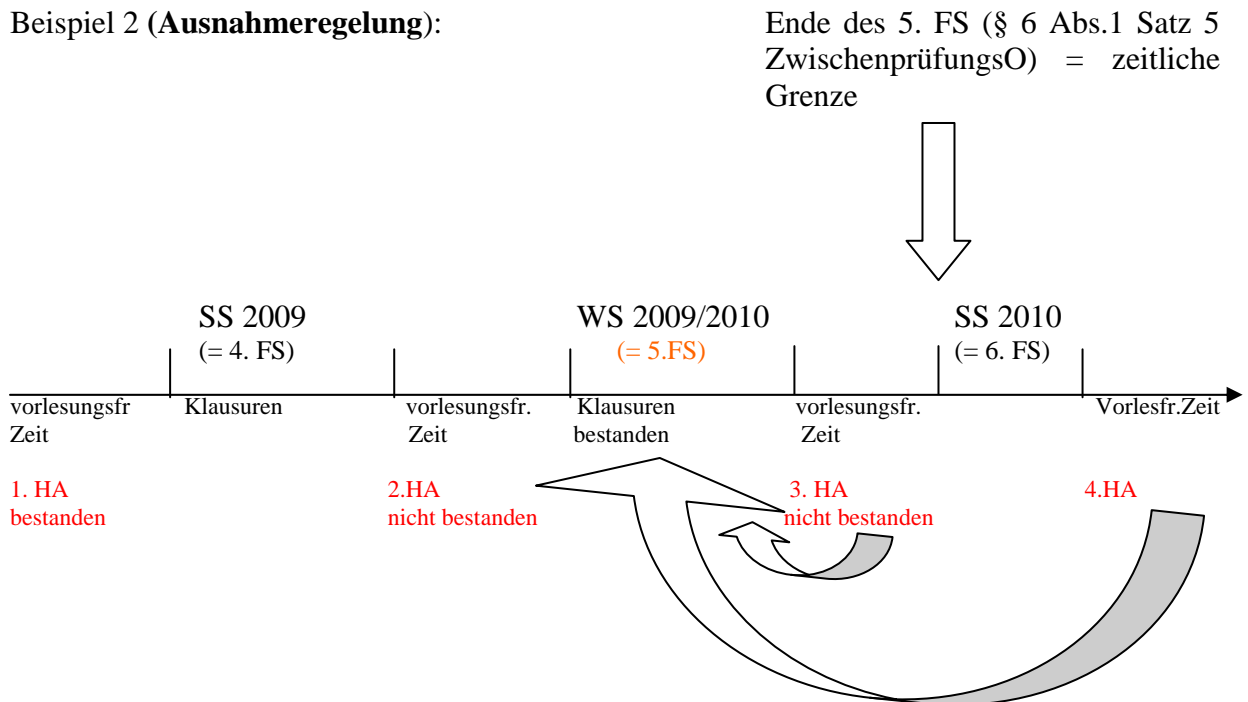 Beispiel 2 (Ausnahmeregelung):
Ende des 5. FS (§ 6 Abs.1 Satz 5
ZwischenprüfungsO) = zeitliche
Grenze
SS 2009
(= 4. FS)
WS 2009/2010
(= 5.FS)
SS 2010
(= 6. FS)
vorlesungsfr
Zeit
Klausuren
vorlesungsfr.
Zeit
Klausuren
bestanden
vorlesungsfr.
Zeit
Vorlesfr.Zeit
1. HA
bestanden
2.HA
nicht bestanden
3. HA
nicht bestanden
4.HA